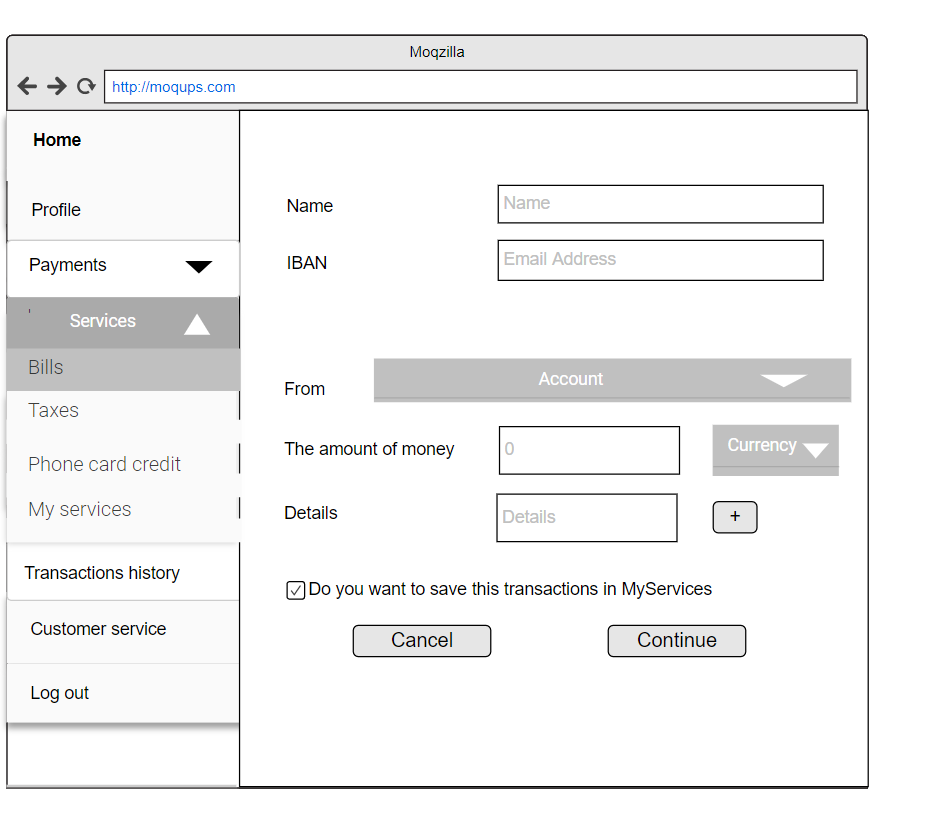 Moqzilla
http://moqups.com
Home
Profile
Payments
Services
Bills
Taxes
Phone card credit
My services
Transactions history
Customer service
Log out
Name Name
IBAN Email Address
From Account
The amount of money 0 Currency
Details Details +
Do you want to save this transactions in MyServices
Cancel Continue